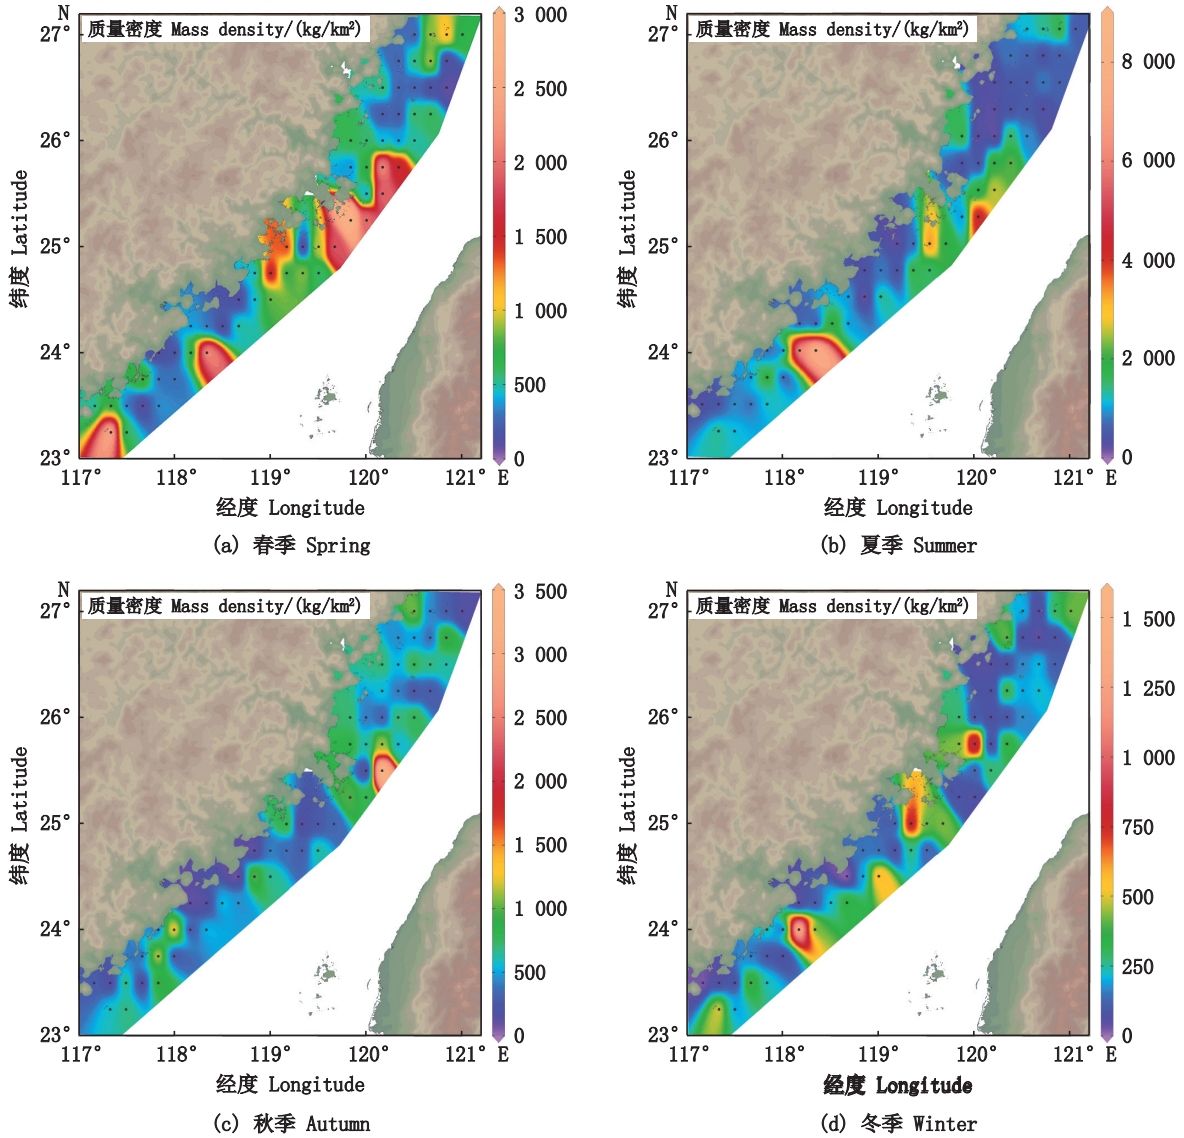 N
质量密度 Mass density/(kg/km²)
27°
26°
25°
24°
23°
纬度 Latitude
117° 118° 119° 120° 121° E
经度 Longitude
3 000
2 500
2 000
1 500
1 000
500
0
(a) 春季 Spring
N
质量密度 Mass density/(kg/km²)
27°
26°
25°
24°
23°
纬度 Latitude
117° 118° 119° 120° 121° E
经度 Longitude
8 000
6 000
4 000
2 000
0
(b) 夏季 Summer
N
质量密度 Mass density/(kg/km²)
27°
26°
25°
24°
23°
纬度 Latitude
117° 118° 119° 120° 121° E
经度 Longitude
3 500
3 000
2 500
2 000
1 500
1 000
500
0
(c) 秋季 Autumn
N
质量密度 Mass density/(kg/km²)
27°
26°
25°
24°
23°
纬度 Latitude
117° 118° 119° 120° 121° E
经度 Longitude
1 500
1 250
1 000
750
500
250
0
(d) 冬季 Winter